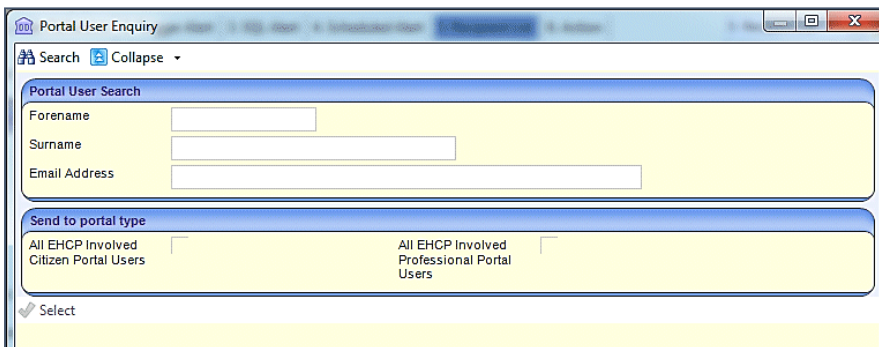 Portal User Enquiry
Search Collapse
Portal User Search
Forename
Surname
Email Address
Send to portal type
All EHCP Involved
Citizen Portal Users
All EHCP Involved
Professional Portal
Users
Select